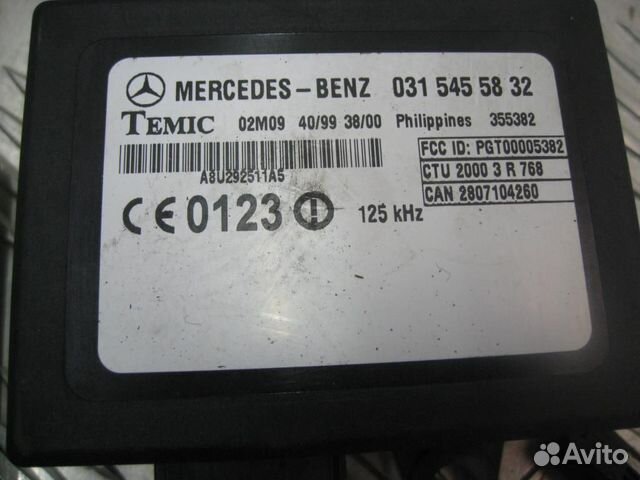 MERCEDES-BENZ 031 545 58 32
TEMIC 02M09 40/99 38/00 Philippines 355382
FCC ID: PGT00005382
A8U292511A5
CTU 2000 3 R 768
CAN 2807104260
CE 0123 125 kHz
Avito